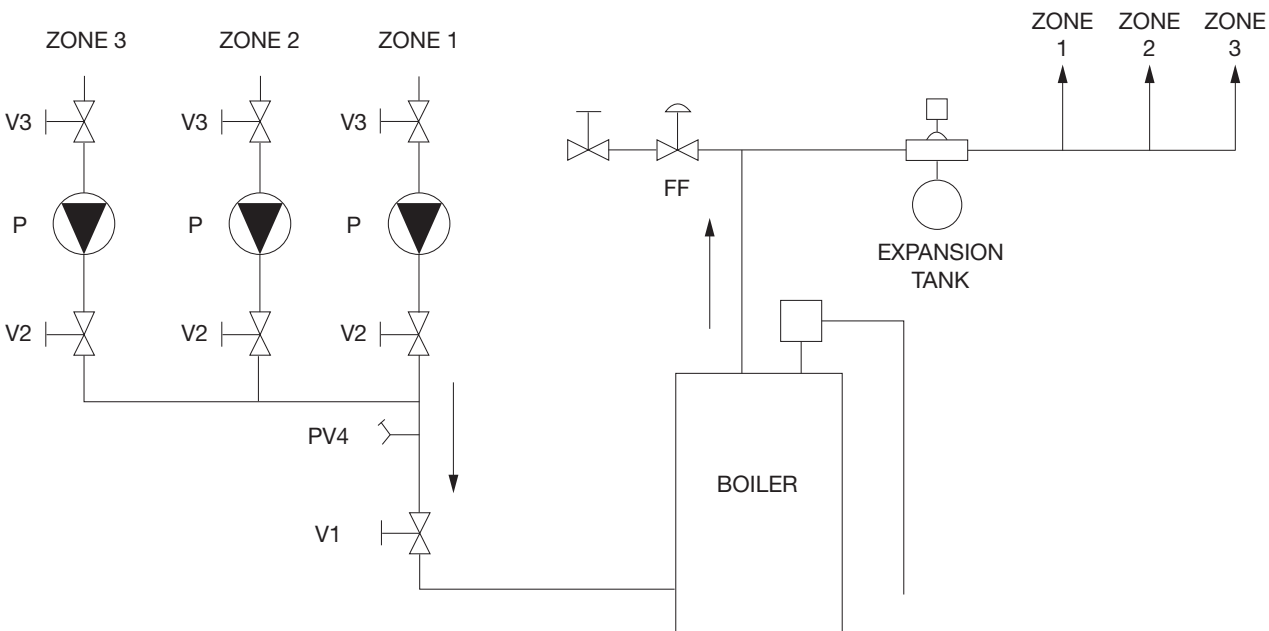 ZONE 3
ZONE 2
ZONE 1
ZONE
1
ZONE
2
ZONE
3
V3
V3
V3
FF
P
P
P
EXPANSION
TANK
V2
V2
V2
PV4
BOILER
V1